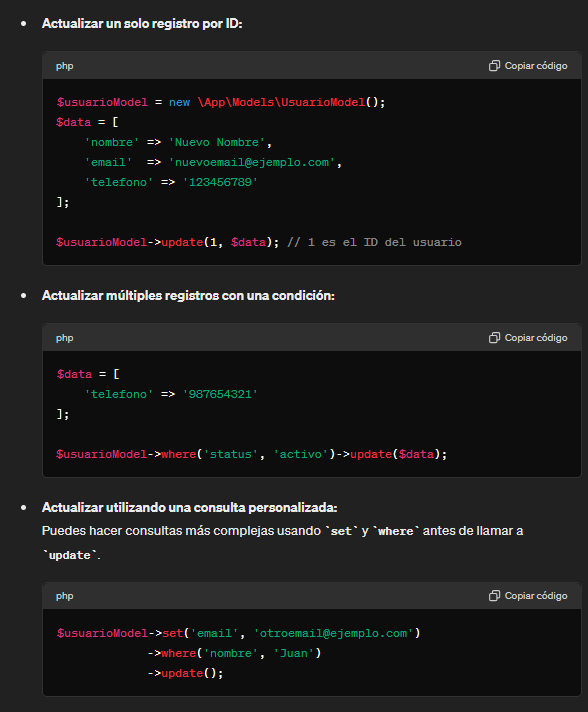 • Actualizar un solo registro por ID:
php Copiar código
$usuarioModel = new \App\Models\UsuarioModel();
$data = [
    'nombre' => 'Nuevo Nombre',
    'email'  => 'nuevoemail@ejemplo.com',
    'telefono' => '123456789'
];
$usuarioModel->update(1, $data); // 1 es el ID del usuario
• Actualizar múltiples registros con una condición:
php Copiar código
$data = [
    'telefono' => '987654321'
];
$usuarioModel->where('status', 'activo')->update($data);
• Actualizar utilizando una consulta personalizada:
Puedes hacer consultas más complejas usando `set` y `where` antes de llamar a
`update`.
php Copiar código
$usuarioModel->set('email', 'otroemail@ejemplo.com')
             ->where('nombre', 'Juan')
             ->update();